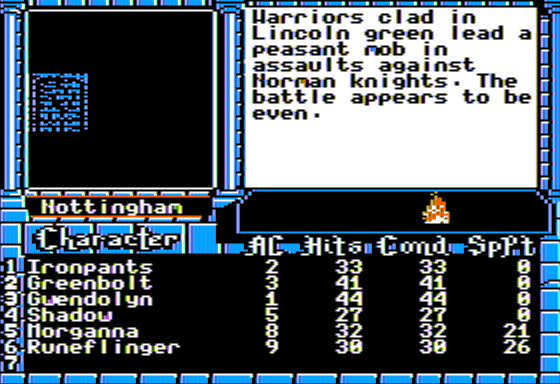 Warriors clad in
Lincoln green lead a
peasant mob in
assaults against
Norman knights. The
battle appears to be
even.
Nottingham
Character AC Hits Cond SpPt
1 Ironpants 2 33 33 0
2 Greenbolt 3 41 41 0
3 Gwendolyn 1 44 44 0
4 Shadow 5 27 27 0
5 Morganna 8 32 32 21
6 Runeflinger 9 30 30 26
7